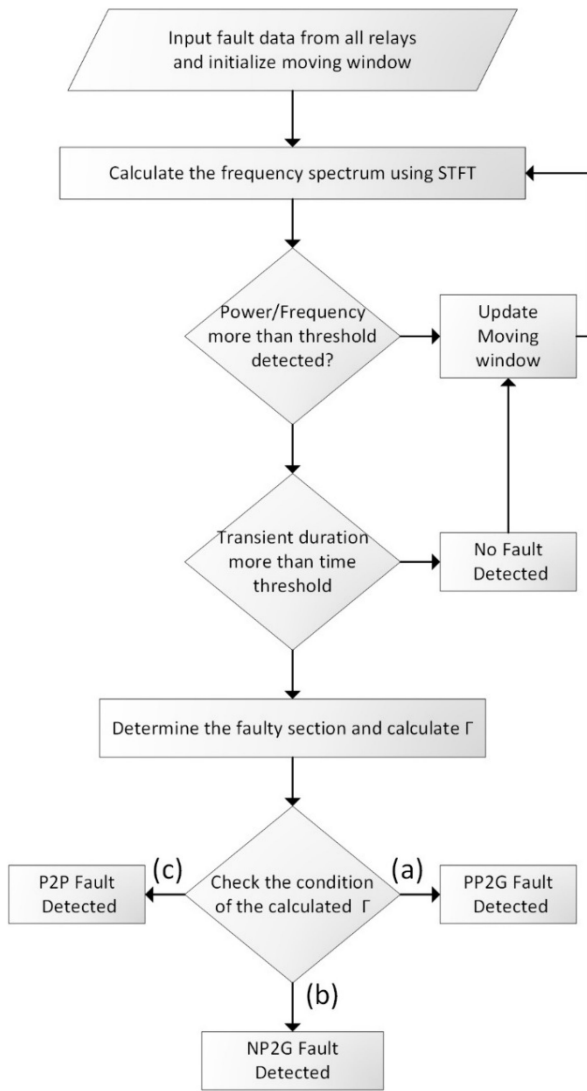 Input fault data from all relays
and initialize moving window
Calculate the frequency spectrum using STFT
Power/Frequency
more than threshold
detected?
Update
Moving
window
Transient duration
more than time
threshold
No Fault
Detected
Determine the faulty section and calculate Γ
(c)
(a)
P2P Fault
Detected
Check the condition
of the calculated Γ
PP2G Fault
Detected
(b)
NP2G Fault
Detected